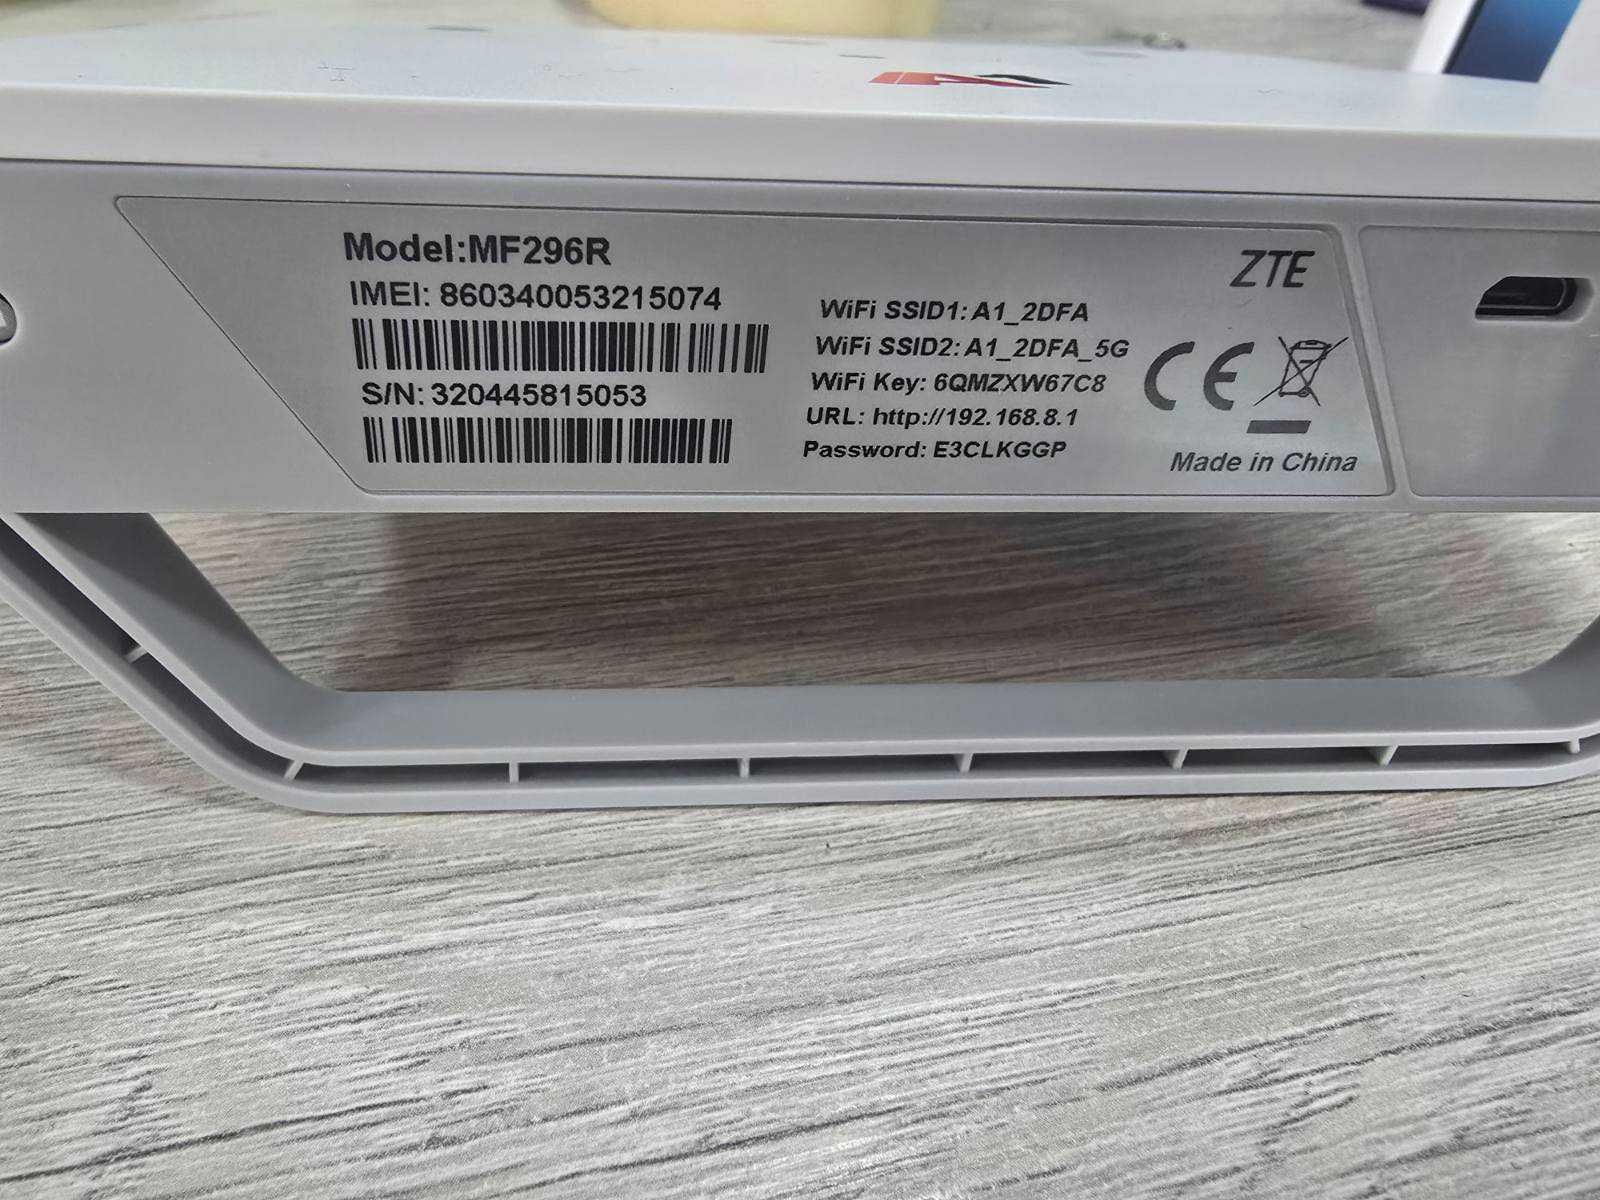 Model:MF296R
IMEI: 860340053215074
S/N: 320445815053
WiFi SSID1: A1_2DFA
WiFi SSID2: A1_2DFA_5G
WiFi Key: 6QMZXW67C8
URL: http://192.168.8.1
Password: E3CLKGGP
ZTE
CE
Made in China